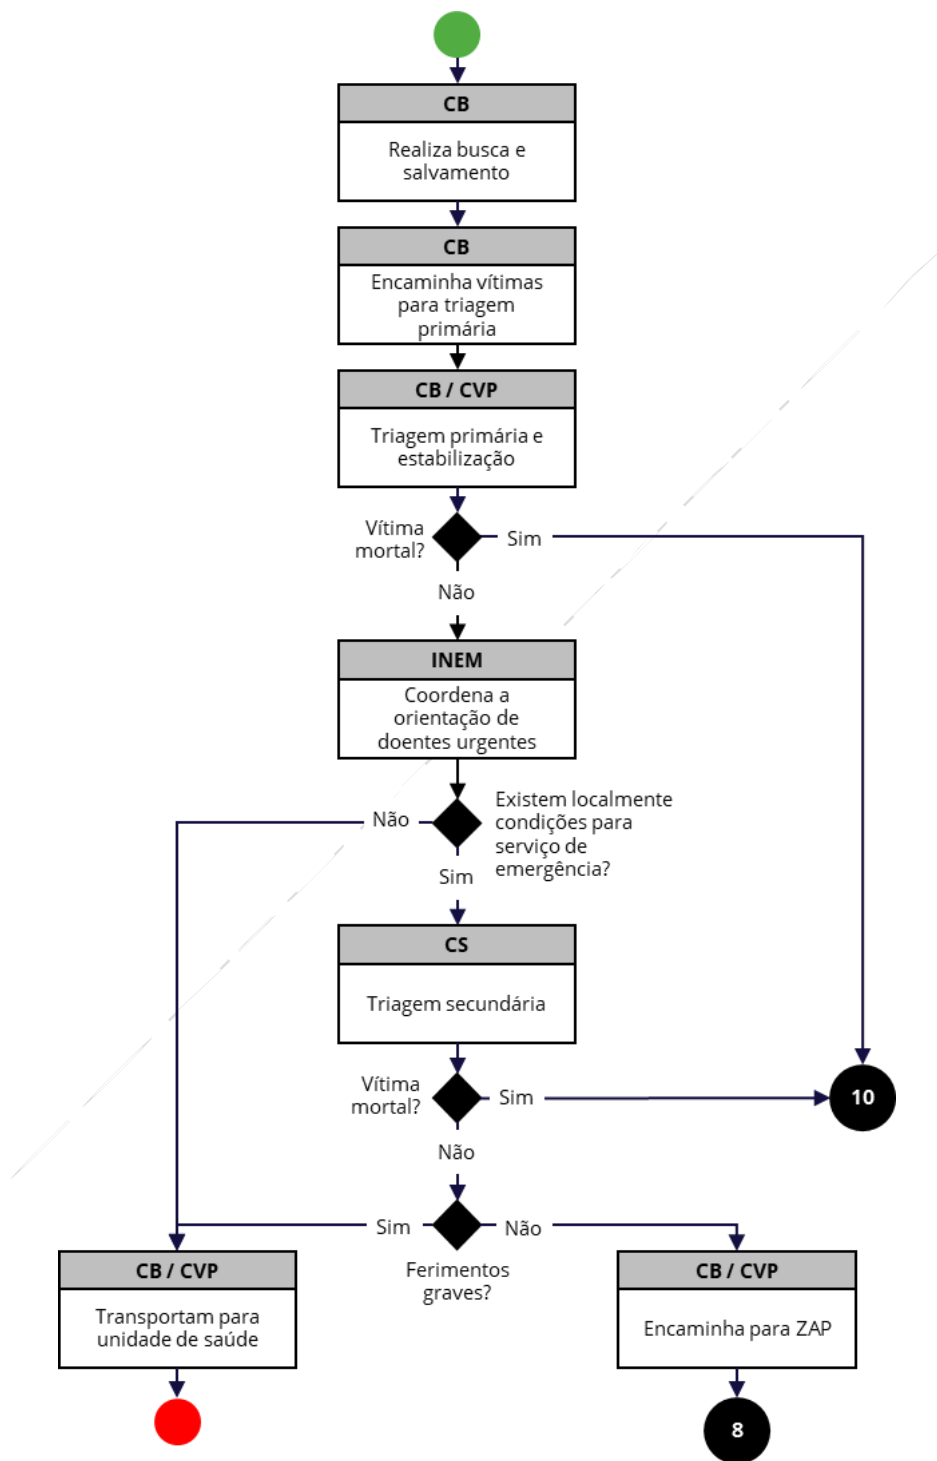 CB
Realiza busca e
salvamento
CB
Encaminha vítimas
para triagem
primária
CB / CVP
Triagem primária e
estabilização
Vítima
mortal?
Sim
Não
INEM
Coordena a
orientação de
doentes urgentes
Não
Existem localmente
condições para
serviço de
emergência?
Sim
CS
Triagem secundária
Vítima
mortal?
Sim
10
Não
Sim
Não
Ferimentos
graves?
CB / CVP
Transportam para
unidade de saúde
CB / CVP
Encaminha para ZAP
8